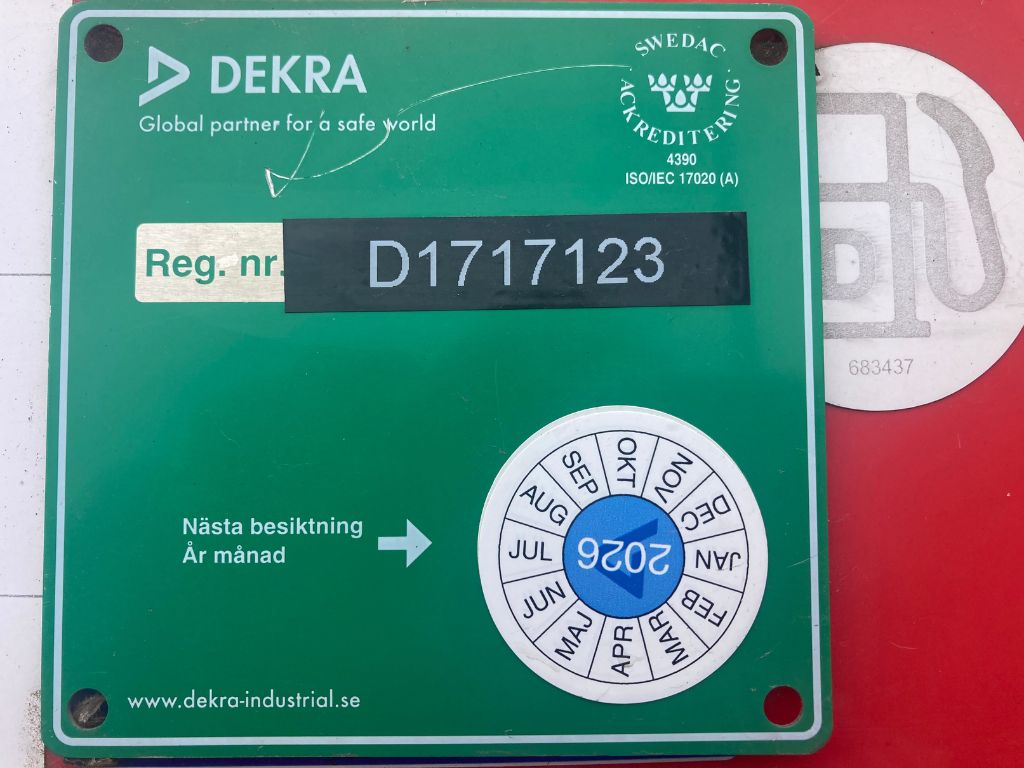 DEKRA
Global partner for a safe world
SWEDAC
ACKREDITERING
4390
ISO/IEC 17020 (A)
Reg. nr.
D1717123
D
683437
Nästa besiktning
År månad
JAN
FEB
MAR
APR
MAJ
JUN
JUL
AUG
SEP
OKT
NOV
DEC
2026
www.dekra-industrial.se